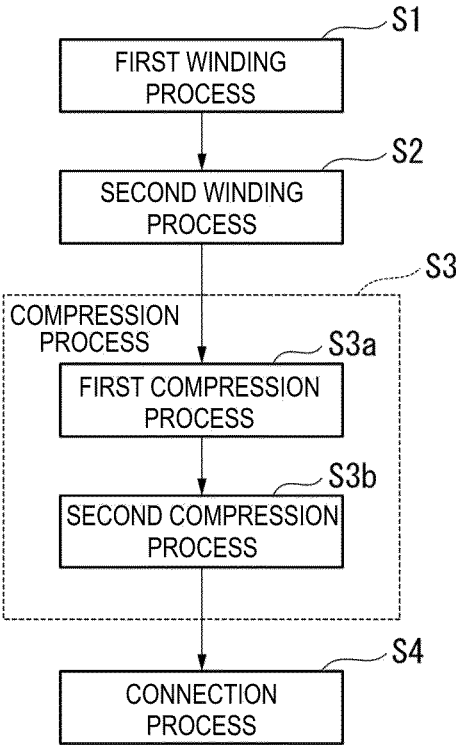 S1
FIRST WINDING
PROCESS
S2
SECOND WINDING
PROCESS
S3
COMPRESSION
PROCESS
S3a
FIRST COMPRESSION
PROCESS
S3b
SECOND COMPRESSION
PROCESS
S4
CONNECTION
PROCESS